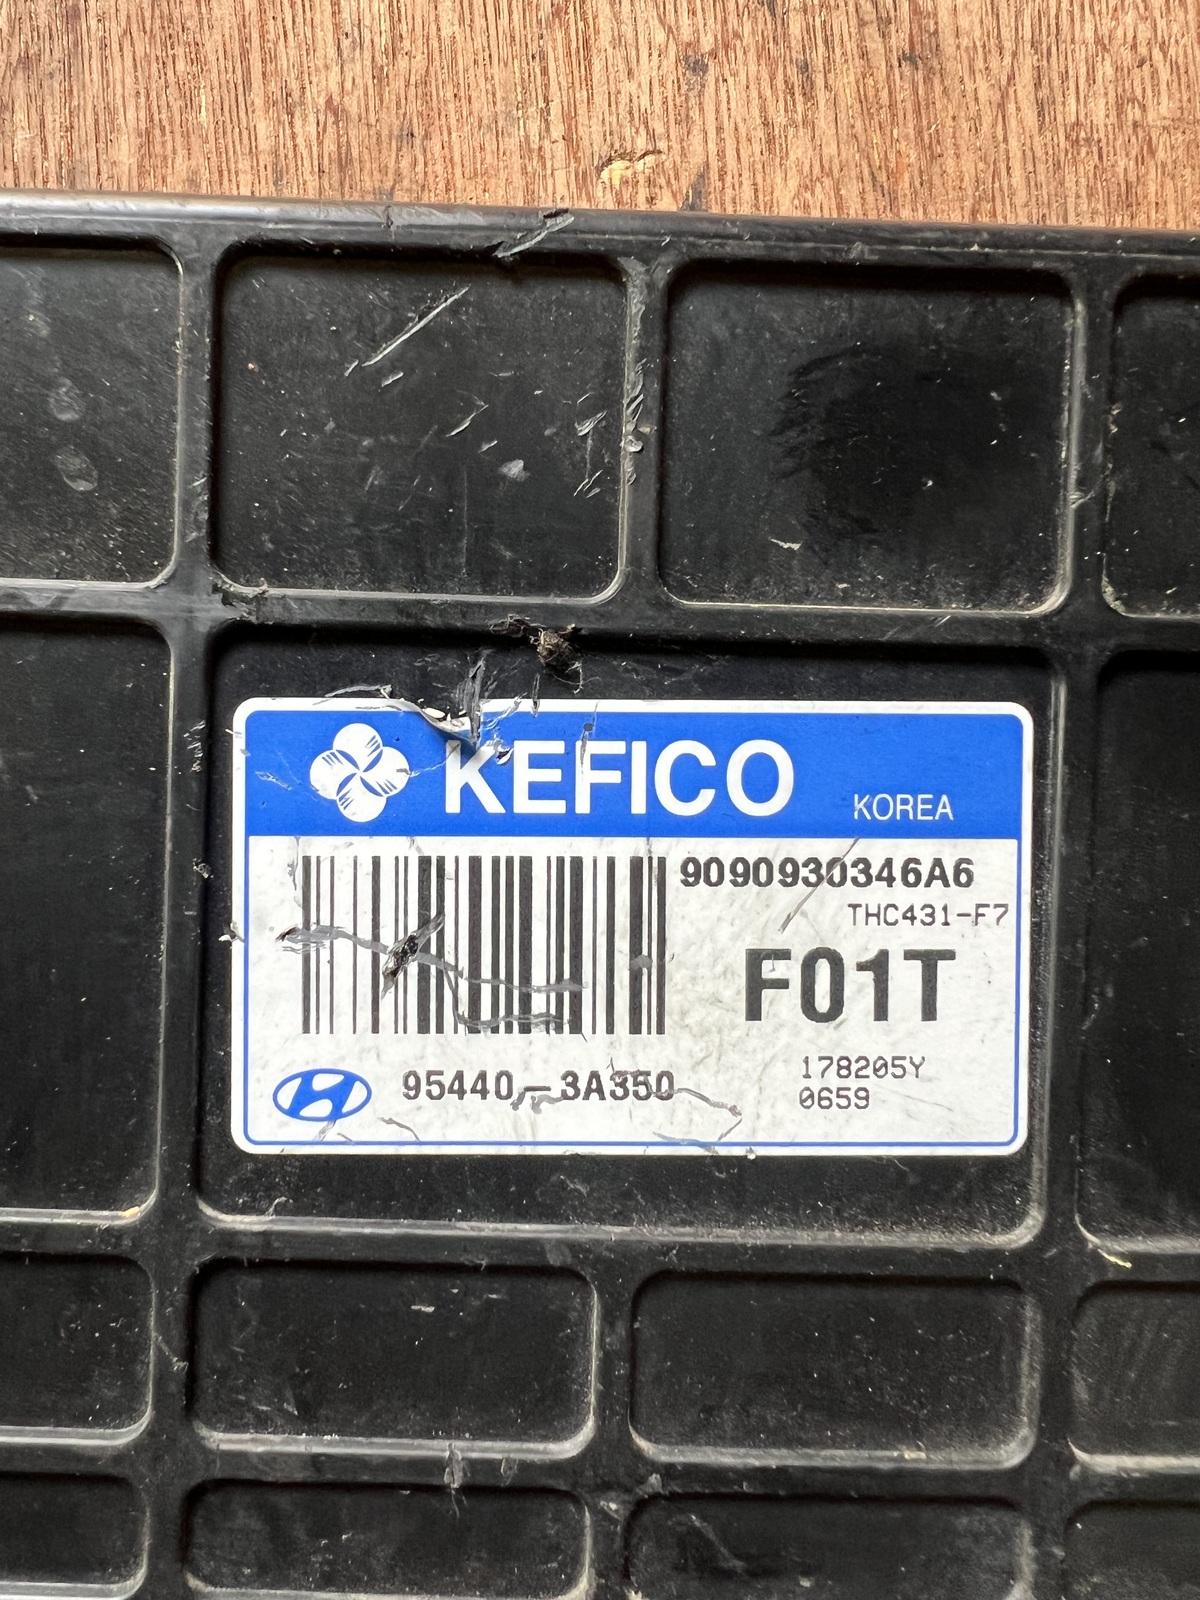 KEFICO KOREA
9090930346A6
THC431-F7
F01T
95440-3A350
178205Y
0659